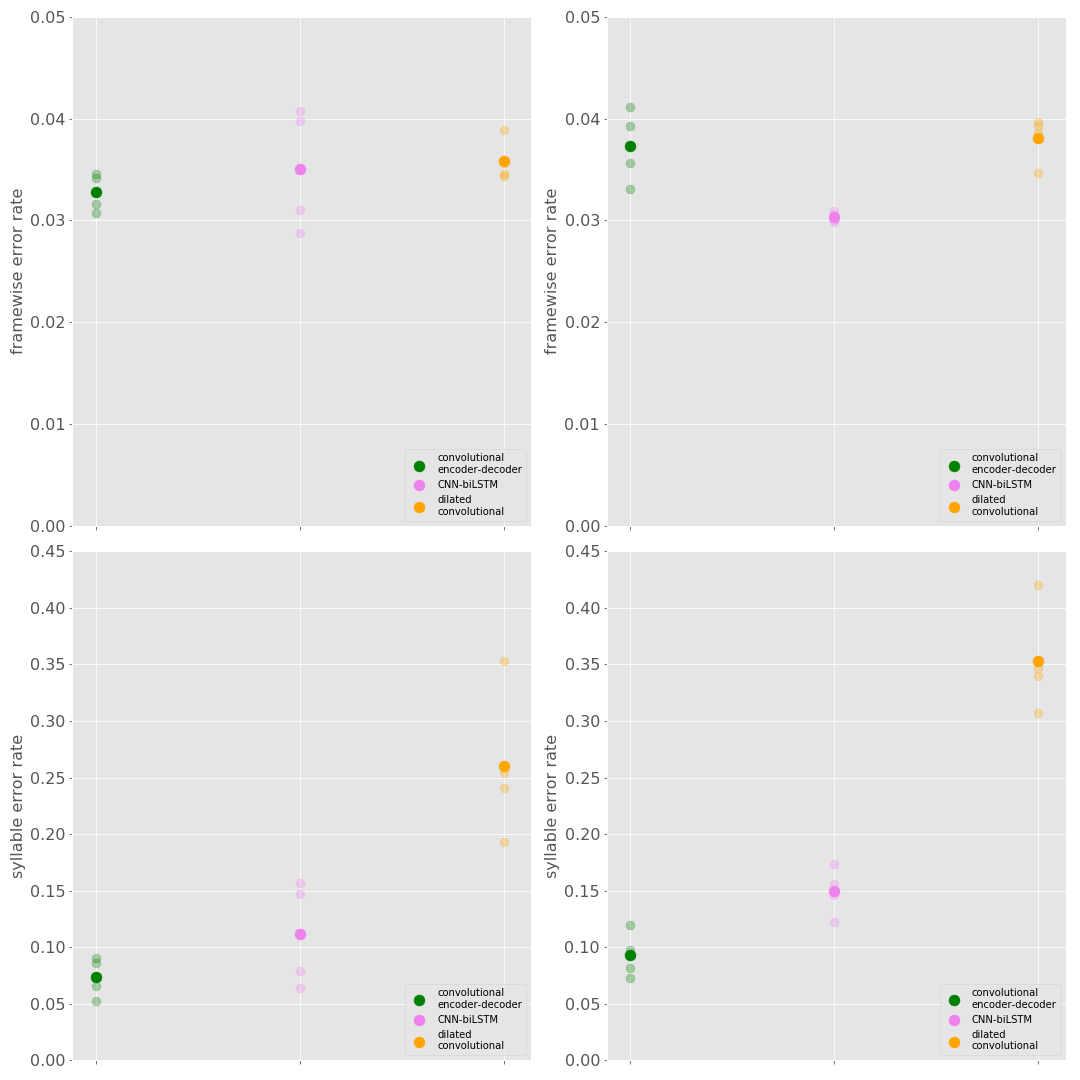 0.05
0.04
0.03
0.02
0.01
0.00
framewise error rate
convolutional
encoder-decoder
CNN-biLSTM
dilated
convolutional
0.05
0.04
0.03
0.02
0.01
0.00
framewise error rate
convolutional
encoder-decoder
CNN-biLSTM
dilated
convolutional
0.45
0.40
0.35
0.30
0.25
0.20
0.15
0.10
0.05
0.00
syllable error rate
convolutional
encoder-decoder
CNN-biLSTM
dilated
convolutional
0.45
0.40
0.35
0.30
0.25
0.20
0.15
0.10
0.05
0.00
syllable error rate
convolutional
encoder-decoder
CNN-biLSTM
dilated
convolutional